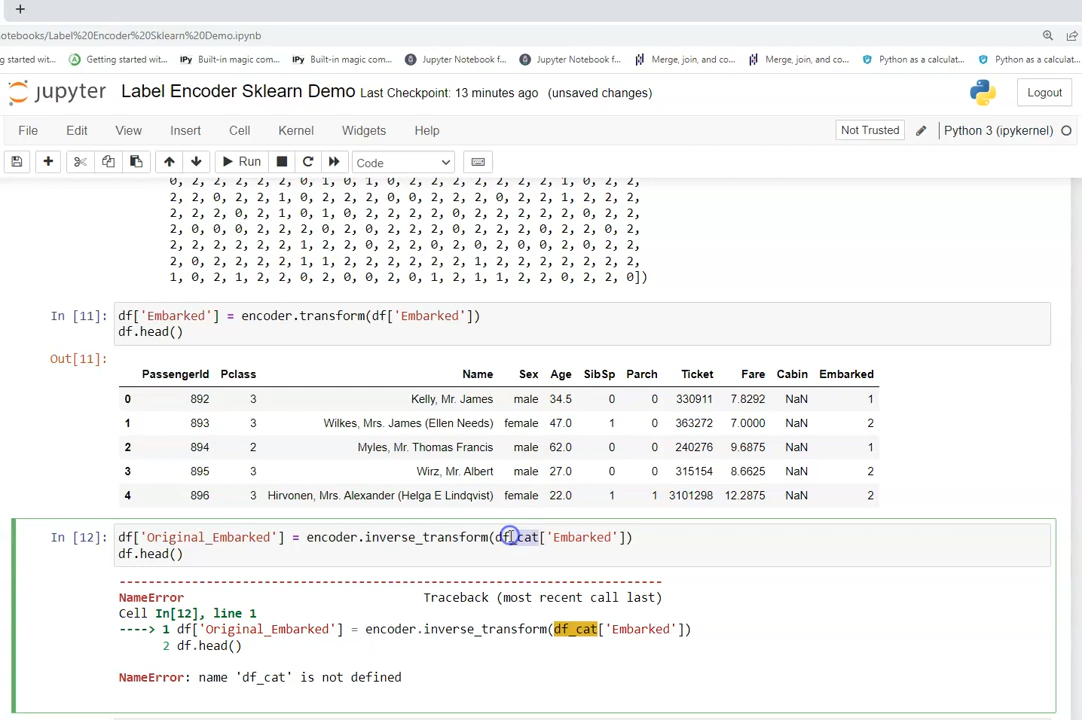 +
otebooks/Label%20Encoder%20Sklearn%20Demo.ipynb
g started wit... Getting started wit... IPy Built-in magic com... IPy Built-in magic com... Jupyter Notebook f... Jupyter Notebook f... Merge, join, and co... Merge, join, and co... Python as a calculat... Python as a calculat...
jupyter Label Encoder Sklearn Demo Last Checkpoint: 13 minutes ago (unsaved changes) Logout
File Edit View Insert Cell Kernel Widgets Help Not Trusted Python 3 (ipykernel)
Run Code
0, 2, 2, 2, 2, 2, 0, 1, 0, 1, 0, 2, 2, 2, 2, 2, 2, 2, 1, 0, 2, 2,
2, 2, 0, 2, 2, 1, 0, 2, 2, 2, 0, 0, 2, 2, 2, 0, 2, 1, 2, 2, 2,
2, 2, 2, 0, 2, 1, 0, 1, 0, 2, 2, 2, 2, 0, 2, 2, 2, 2, 0, 2, 2,
2, 0, 0, 0, 2, 2, 2, 0, 2, 0, 2, 2, 0, 2, 2, 2, 0, 2, 2, 0, 2, 2,
2, 2, 2, 2, 2, 2, 1, 2, 2, 0, 2, 2, 0, 2, 0, 2, 0, 0, 2, 0, 2, 2,
2, 0, 2, 2, 2, 2, 1, 1, 2, 2, 0, 2, 2, 2, 1, 2, 2, 2, 2, 2, 2, 2,
1, 0, 2, 1, 2, 2, 0, 2, 0, 0, 2, 0, 1, 2, 1, 1, 2, 2, 0, 2, 2, 0])
In [11]: df['Embarked'] = encoder.transform(df['Embarked'])
df.head()
Out[11]:
PassengerId Pclass Name Sex Age SibSp Parch Ticket Fare Cabin Embarked
0 892 3 Kelly, Mr. James male 34.5 0 0 330911 7.8292 NaN 1
1 893 3 Wilkes, Mrs. James (Ellen Needs) female 47.0 1 0 363272 7.0000 NaN 2
2 894 2 Myles, Mr. Thomas Francis male 62.0 0 0 240276 9.6875 NaN 1
3 895 3 Wirz, Mr. Albert male 27.0 0 0 315154 8.6625 NaN 2
4 896 3 Hirvonen, Mrs. Alexander (Helga E Lindqvist) female 22.0 1 1 3101298 12.2875 NaN 2
In [12]: df['Original_Embarked'] = encoder.inverse_transform(df_cat['Embarked'])
df.head()
---------------------------------------------------------------------------
NameError Traceback (most recent call last)
Cell In[12], line 1
----> 1 df['Original_Embarked'] = encoder.inverse_transform(df_cat['Embarked'])
2 df.head()
NameError: name 'df_cat' is not defined